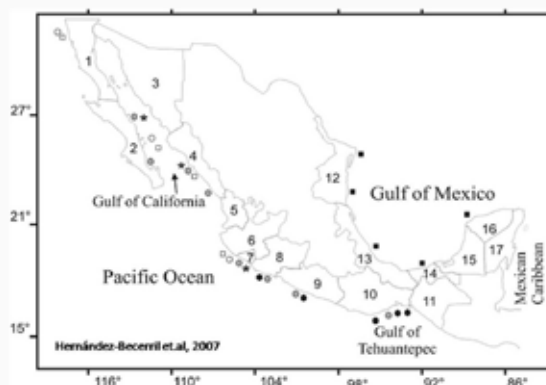 1
3
27°
2
4
12
Gulf of Mexico
Gulf of California
5
21°
16
6
13
15
17
7
8
14
Pacific Ocean
9
10
11
Mexican Caribbean
15°
Gulf of Tehuantepec
Hernández-Becerril et.al, 2007
116° 110° 104° 98° 92° 86°